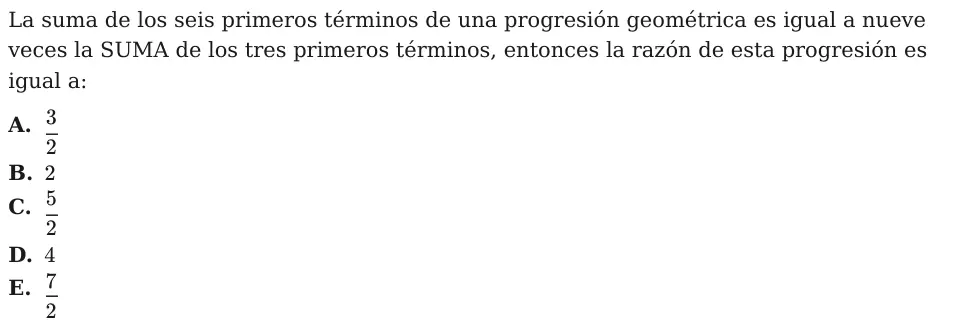 La suma de los seis primeros términos de una progresión geométrica es igual a nueve
veces la SUMA de los tres primeros términos, entonces la razón de esta progresión es
igual a:
A. 3/2
B. 2
C. 5/2
D. 4
E. 7/2